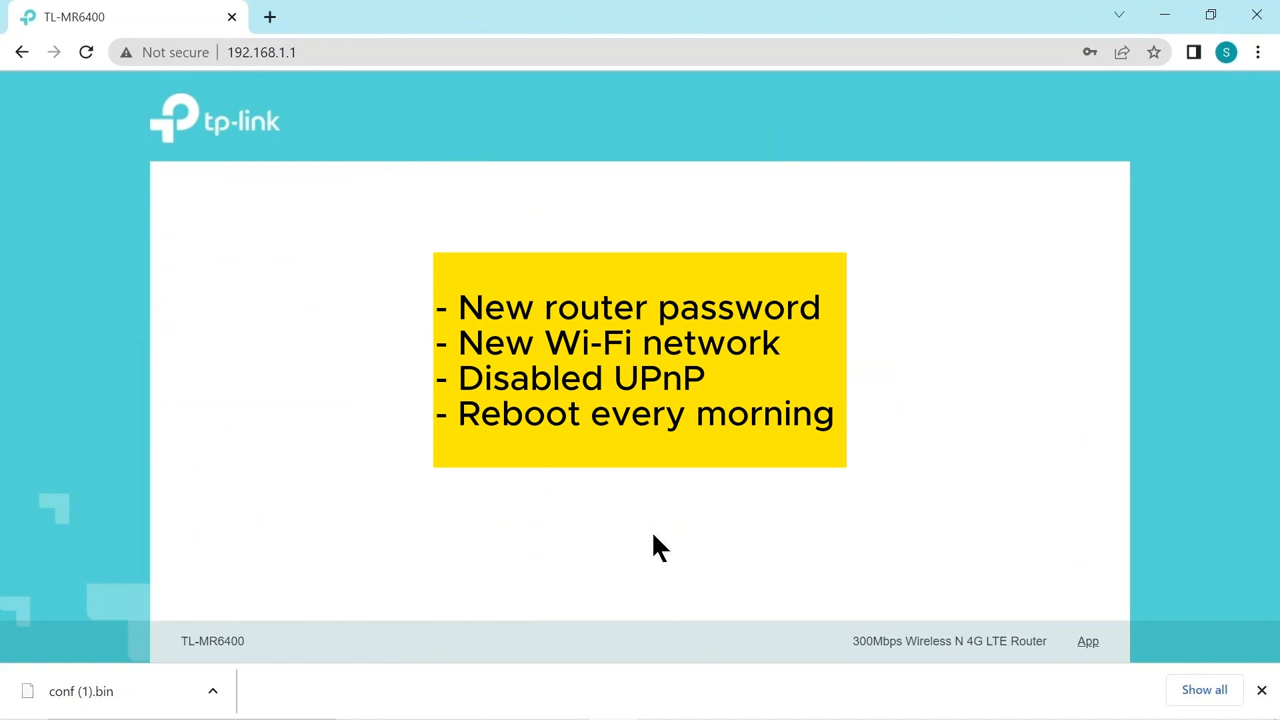 TL-MR6400
Not secure
192.168.1.1
S
tp-link
- New router password
- New Wi-Fi network
- Disabled UPnP
- Reboot every morning
TL-MR6400
300Mbps Wireless N 4G LTE Router
App
conf (1).bin
Show all